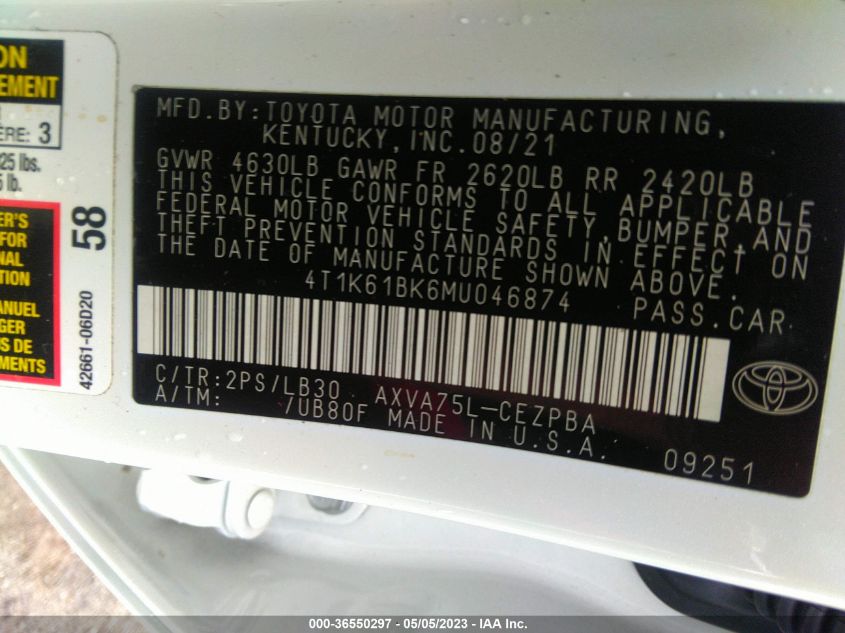 ON
EMENT
ERE: 3
25 lbs.
lb.
58
ER'S
FOR
NAL
TION.
MANUEL
GER
S DE
MENTS
42661-06D20
MFD.BY:TOYOTA MOTOR MANUFACTURING,
KENTUCKY,INC.08/21
GVWR 4630LB GAWR FR 2620LB RR 2420LB
THIS VEHICLE CONFORMS TO ALL APPLICABLE
FEDERAL MOTOR VEHICLE SAFETY,BUMPER,AND
THEFT PREVENTION STANDARDS IN EFFECT ON
THE DATE OF MANUFACTURE SHOWN ABOVE.
4T1K61BK6MU046874 PASS.CAR
C/TR:2PS/LB30 AXVA75L-CEZPBA
A/TM: /UB80F MADE IN U.S.A.
09251
000-36550297 - 05/05/2023 - IAA Inc.